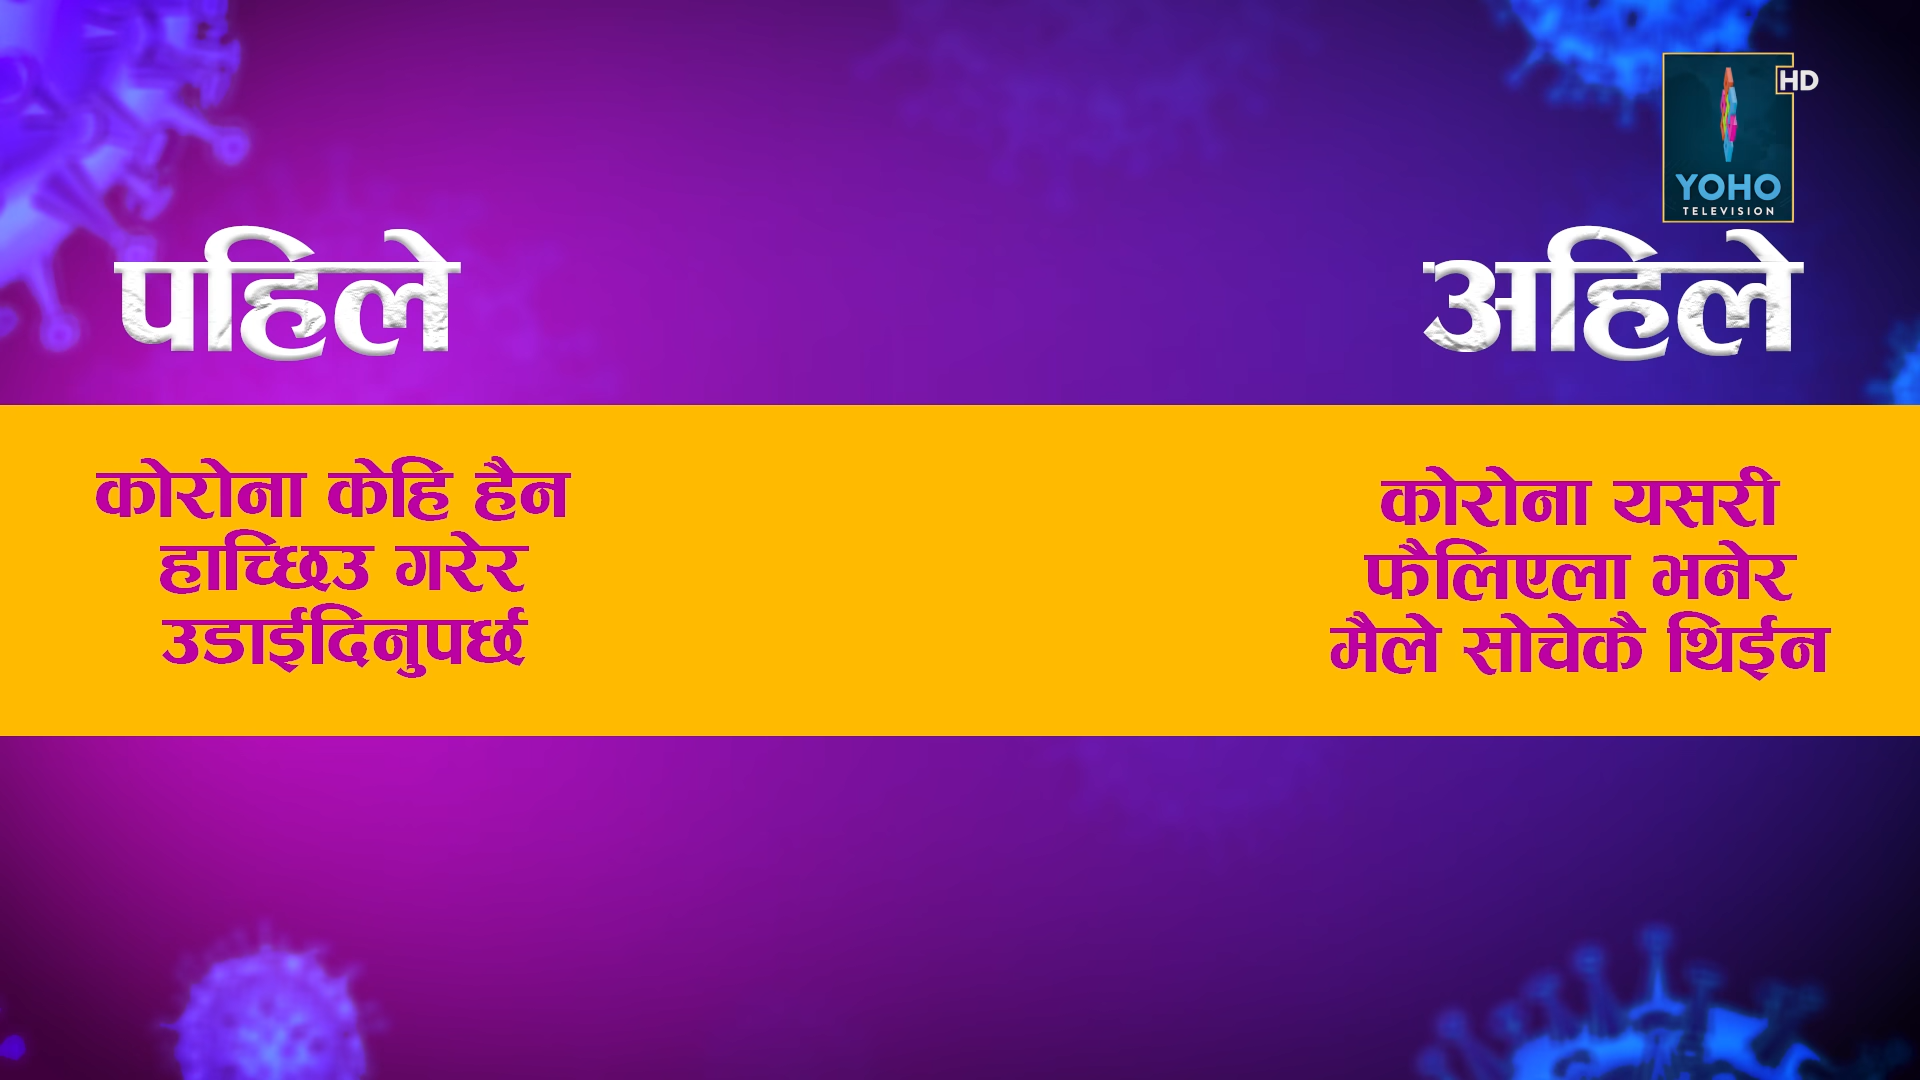 HD
YOHO
TELEVISION
पहिले
कोरोना केहि हैन
हाच्छिउ गरेर
उडाईदिनुपर्छ
अहिले
कोरोना यसरी
फैलिएला भनेर
मैले सोचेकै थिईन